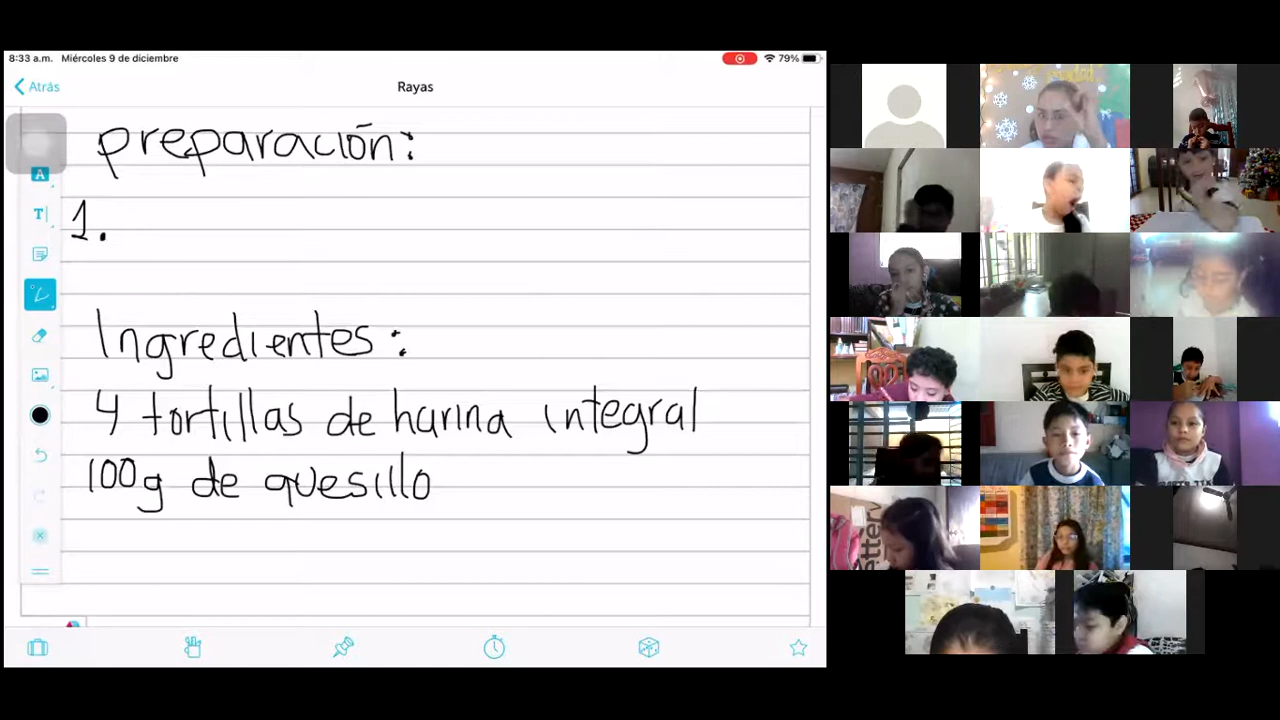 8:33 a.m. Miércoles 9 de diciembre
79%
Atrás
Rayas
preparación:
1.
Ingredientes:
4 tortillas de harina integral
100g de quesillo
A
T